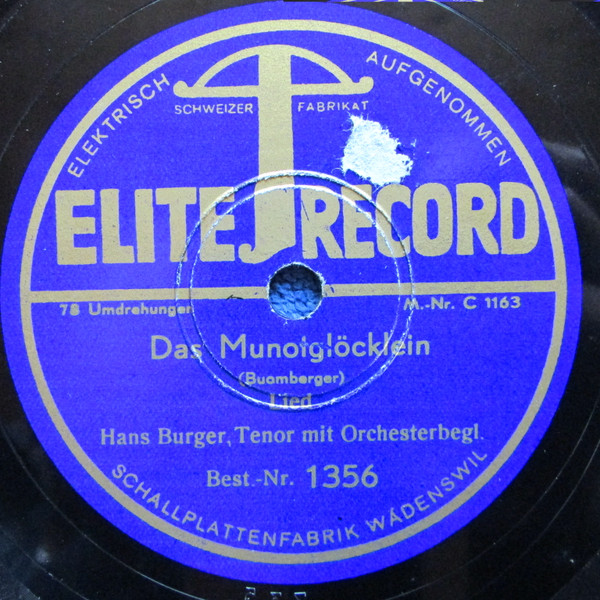 ELEKTRISCH AUFGENOMMEN
SCHWEIZER FABRIKAT
ELITE RECORD
78 Umdrehungen M.-Nr. C 1163
Das Munotglöcklein
(Buomberger)
Lied
Hans Burger, Tenor mit Orchesterbegl.
Best.-Nr. 1356
SCHALLPLATTENFABRIK WÄDENSWIL